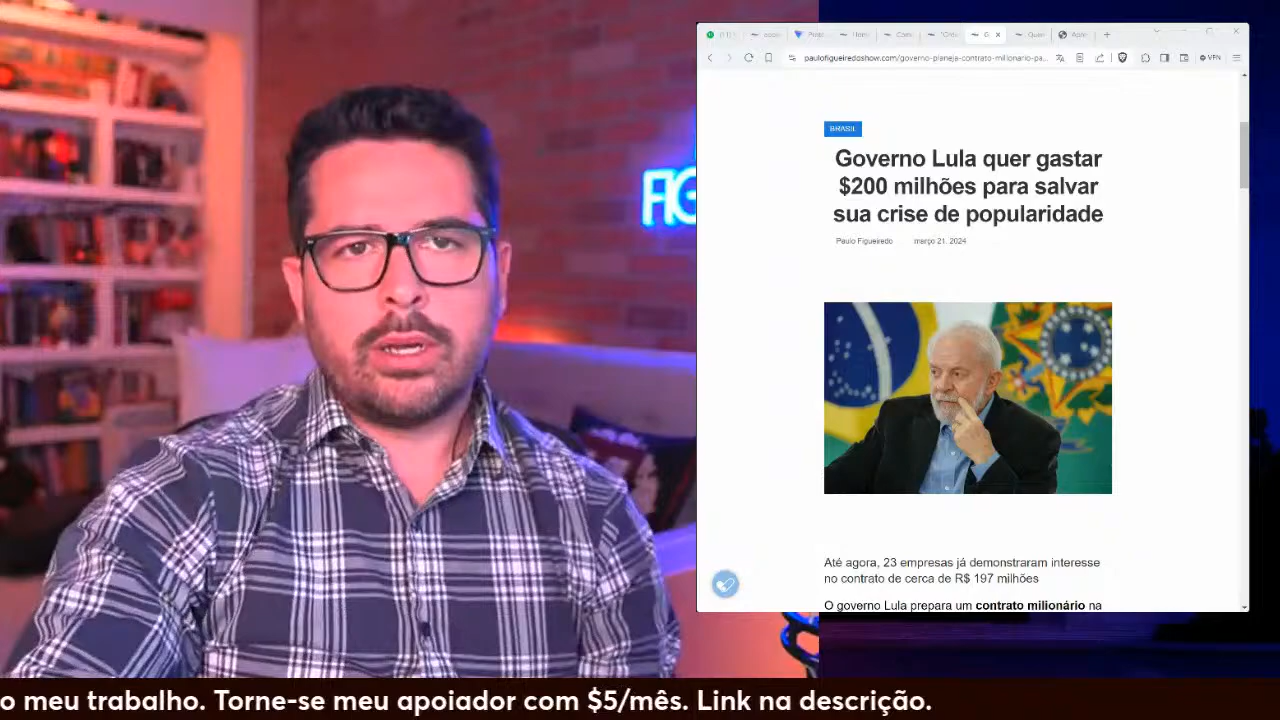 FIG
paulofigueiredoshow.com/governo-planeja-contrato-milionario-pa...
VPN
BRASIL
Governo Lula quer gastar
$200 milhões para salvar
sua crise de popularidade
Paulo Figueiredo março 21, 2024
Até agora, 23 empresas já demonstraram interesse
no contrato de cerca de R$ 197 milhões
O governo Lula prepara um contrato milionário na
o meu trabalho. Torne-se meu apoiador com $5/mês. Link na descrição.